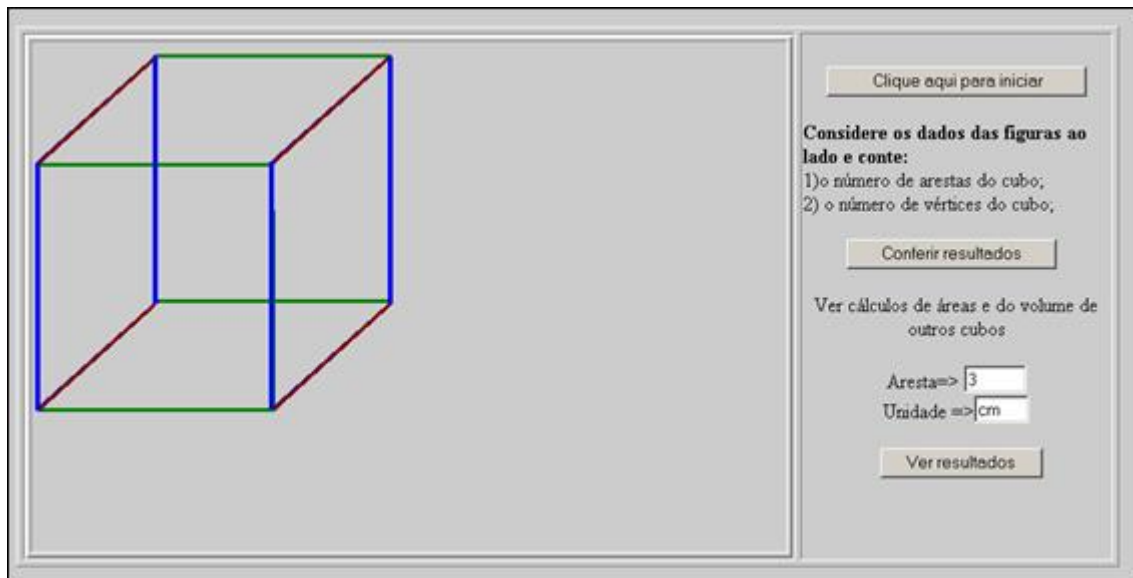 Clique aqui para iniciar
Considere os dados das figuras ao
lado e conte:
1)o número de arestas do cubo;
2) o número de vértices do cubo;
Conferir resultados
Ver cálculos de áreas e do volume de
outros cubos
Aresta=> 3
Unidade =>cm
Ver resultados